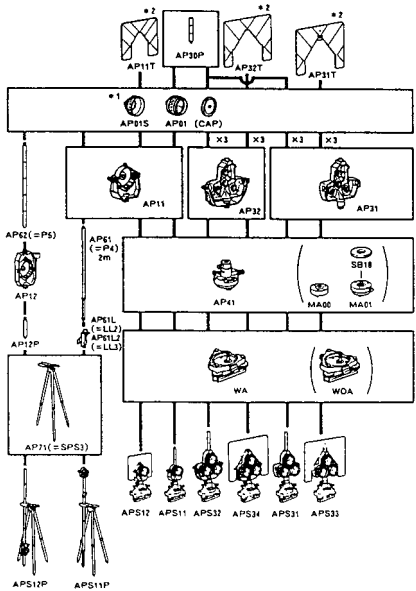 *2
*2
*2
AP11T
AP30P
AP32T
AP31T
*1
AP01S
AP01
(CAP)
×3
×3
×3
×3
AP11
AP32
AP31
AP62(=P5)
AP61
(=P4)
2m
AP12
SB18
AP41
MA00
MA01
AP61L
(=LL2)
AP61L2
(=LL3)
AP12P
WA
WOA
AP71(=SPS3)
APS12
APS11
APS32
APS34
APS31
APS33
APS12P
APS11P